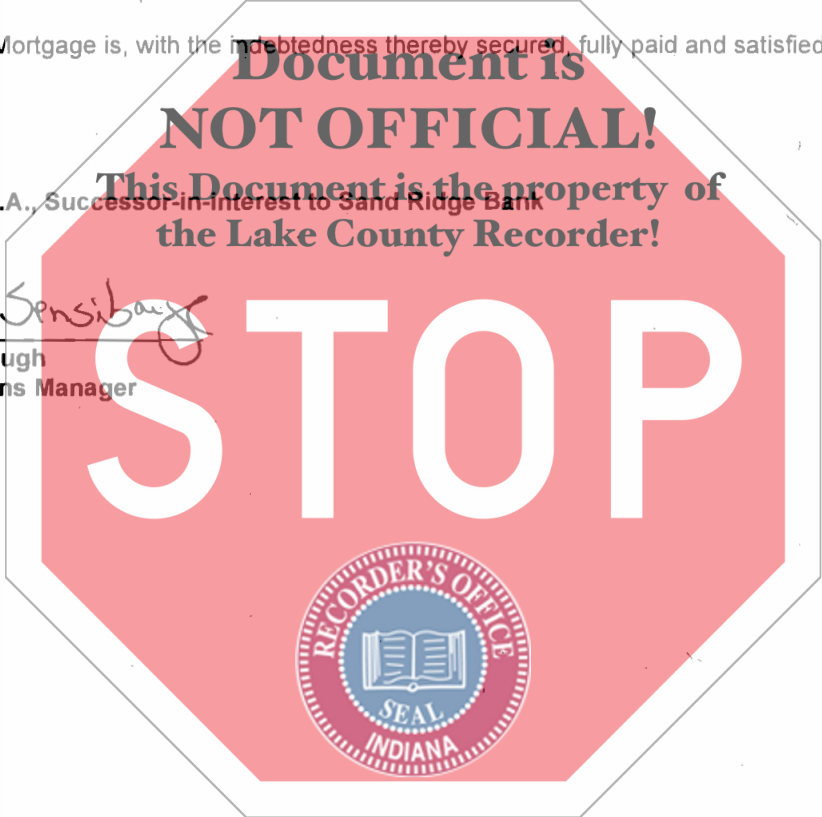 Mortgage is, with the indebtedness thereby secured, fully paid and satisfied
Document is
NOT OFFICIAL!
This Document is the property of
.A., Successor-in-interest to Sand Ridge Bank
the Lake County Recorder!
Sensibaugh
ugh
ns Manager
STOP
RECORDER'S OFFICE
SEAL
INDIANA